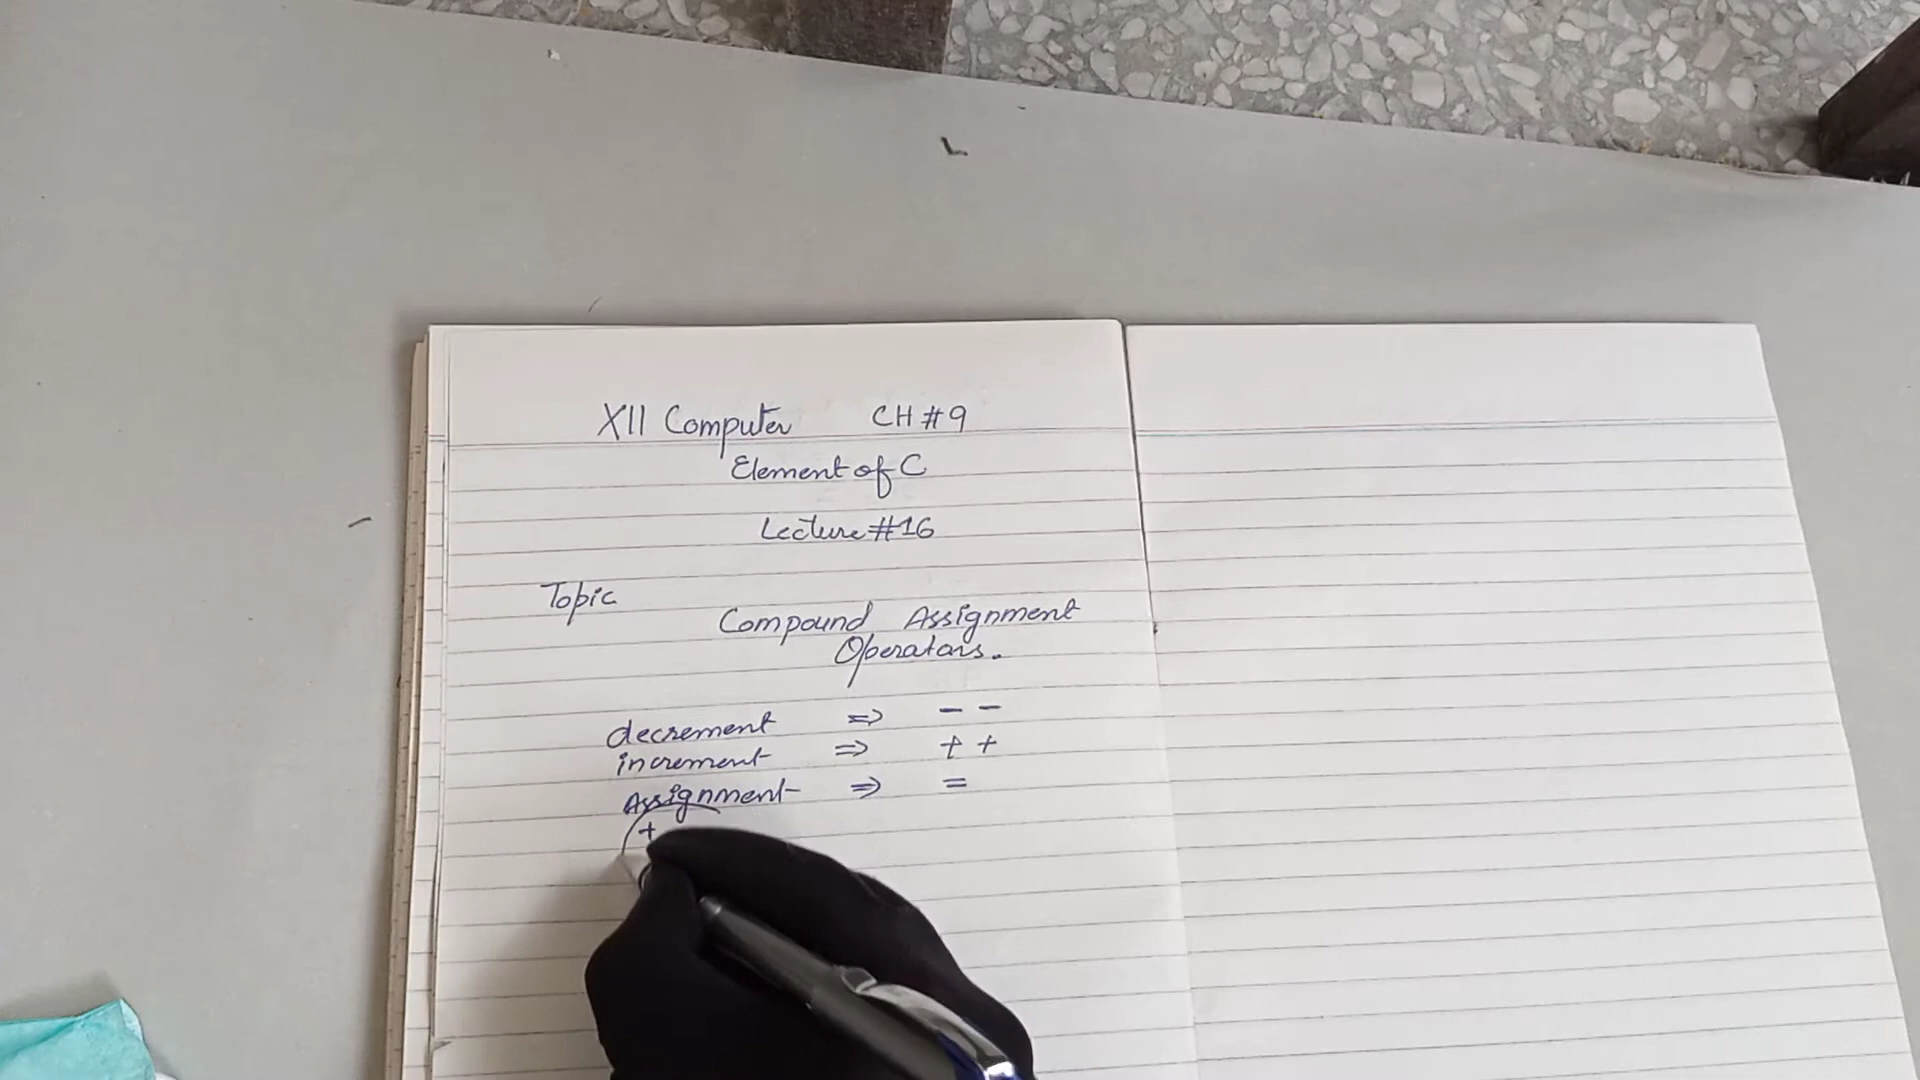 XII Computer CH # 9
Element of C
Lecture # 16
Topic
Compound Assignment
Operators.
decrement ⇒ - -
increment ⇒ + +
Assignment ⇒ =
+